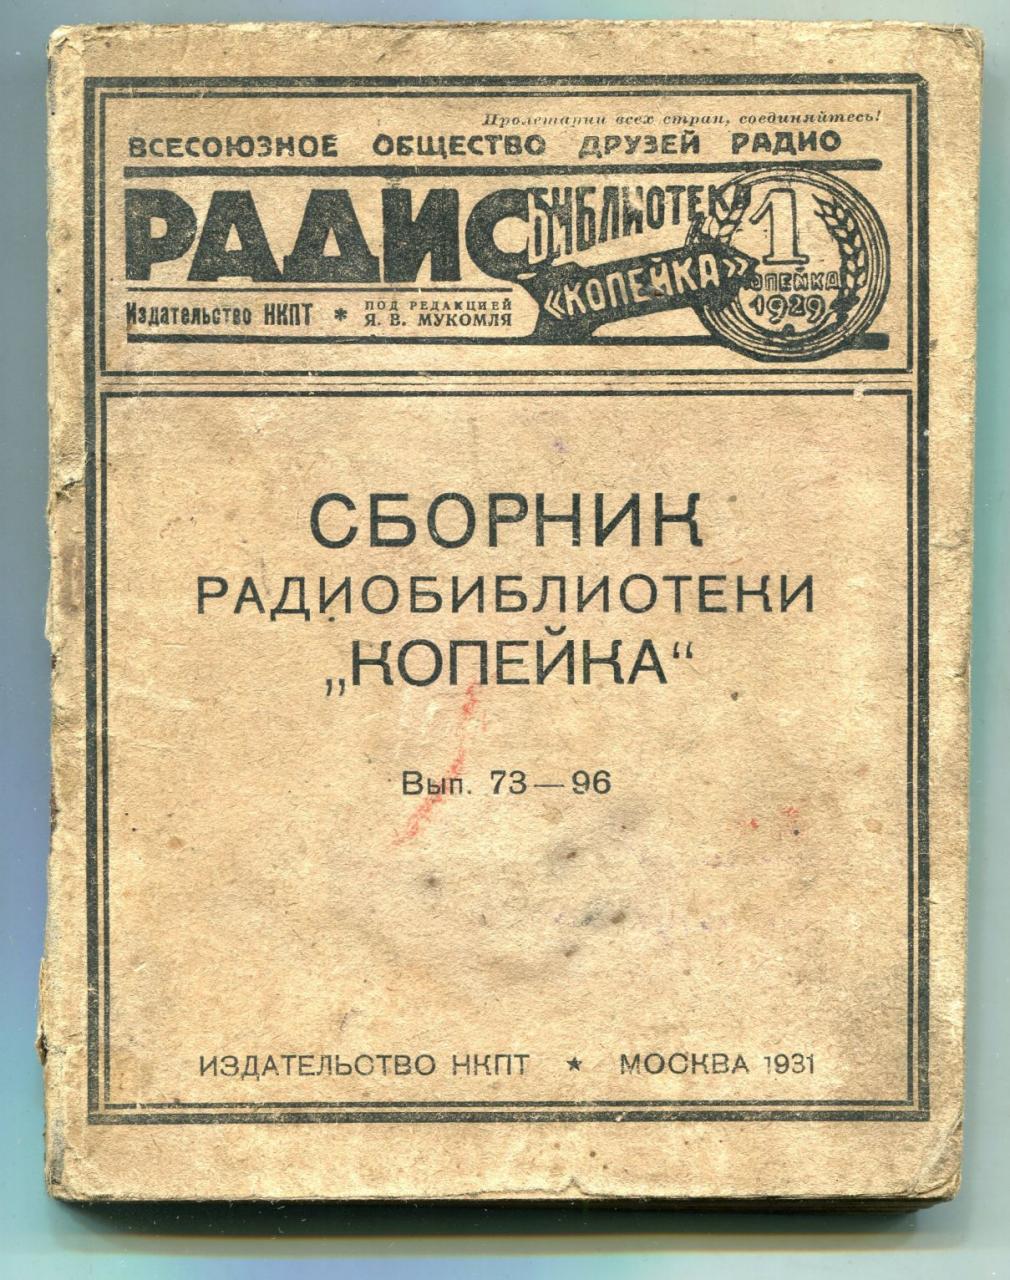 Пролетарии всех стран, соединяйтесь!
ВСЕСОЮЗНОЕ ОБЩЕСТВО ДРУЗЕЙ РАДИО
РАДИО
БИБЛИОТЕКА
«КОПЕЙКА»
1
КОПЕЙКА
1929
Издательство НКПТ * ПОД РЕДАКЦИЕЙ
Я. В. МУКОМЛЯ
СБОРНИК
РАДИОБИБЛИОТЕКИ
„КОПЕЙКА“
Вып. 73—96
ИЗДАТЕЛЬСТВО НКПТ ★ МОСКВА 1931